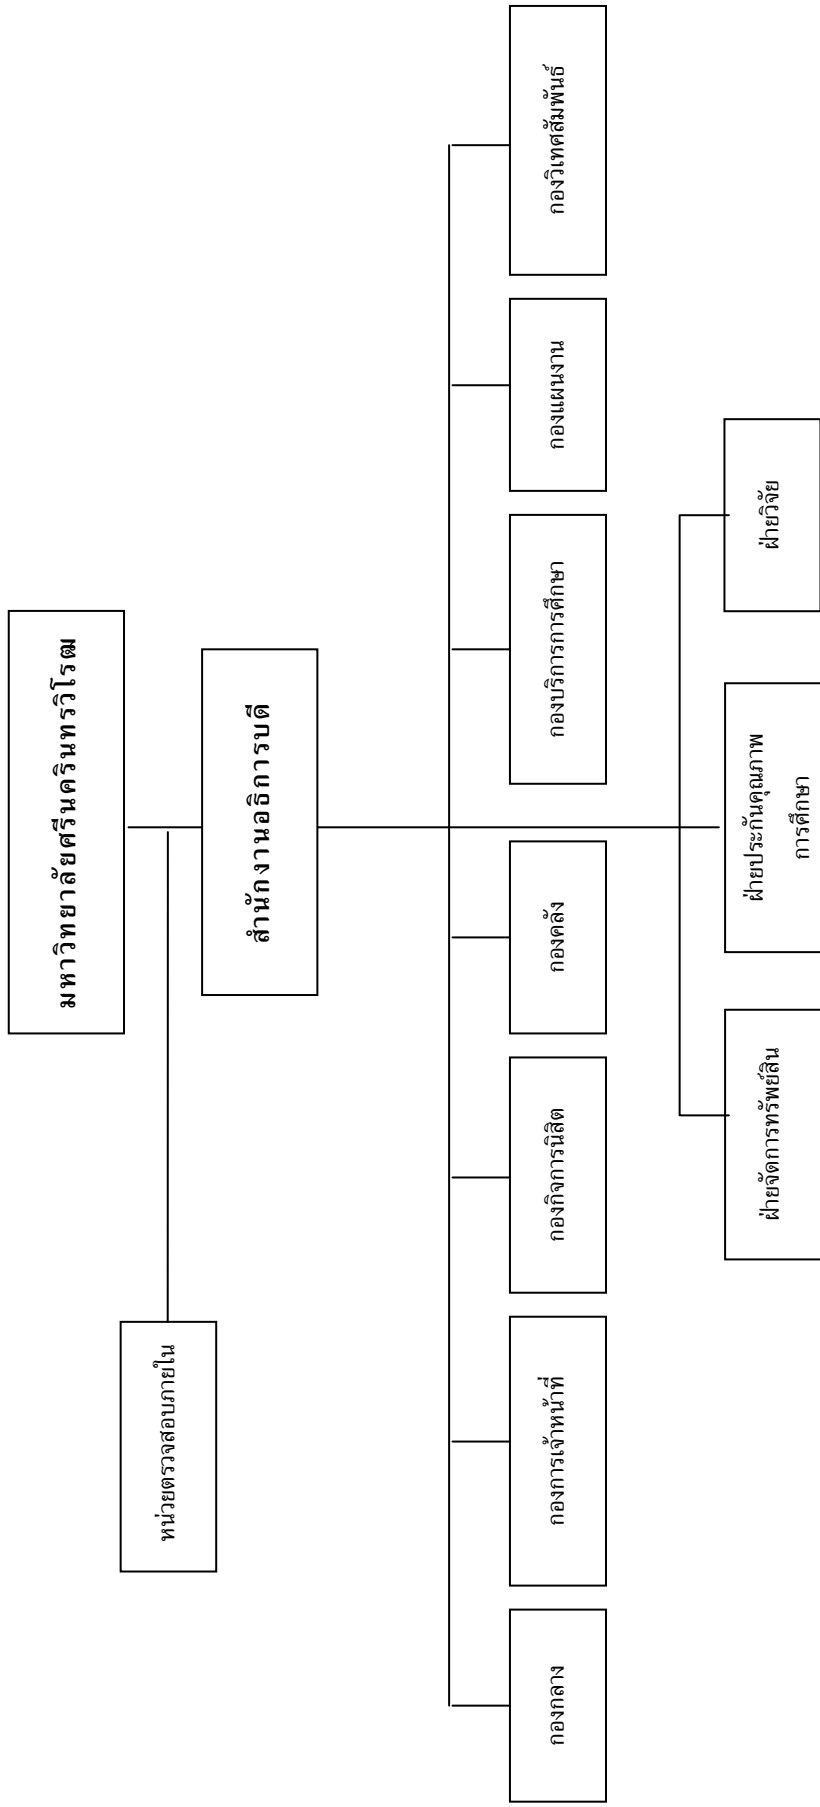 มหาวิทยาลัยศรีนครินทรวิโรฒ
สำนักงานอธิการบดี
หน่วยตรวจสอบภายใน
กองกลาง
กองการเจ้าหน้าที่
กองกิจการนิสิต
กองคลัง
กองบริการการศึกษา
กองแผนงาน
กองวิเทศสัมพันธ์
ฝ่ายจัดการทรัพย์สิน
ฝ่ายประกันคุณภาพ
การศึกษา
ฝ่ายวิจัย